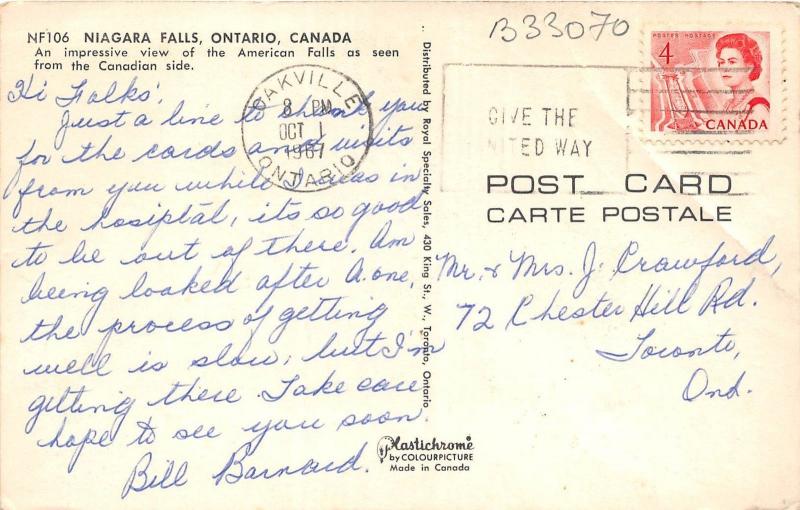 NF106 NIAGARA FALLS, ONTARIO, CANADA
An impressive view of the American Falls as seen
from the Canadian side.
Hi Folks;
Just a line to thank you
for the cards and visits
from you while I was in
the hosiptal, its so good
to be out of there. Am
being looked after A. one,
the process of getting
well is slow, but I'm
getting there. Take care
hope to see you soon.
Bill Barnard.
OAKVILLE
8 PM
OCT 1
1967
ONTARIO
Distributed by Royal Specialty Sales, 430 King St., W., Toronto, Ontario
Plastichrome
by COLOURPICTURE
Made in Canada
B33070
GIVE THE
UNITED WAY
POSTES POSTAGE
4
CANADA
POST CARD
CARTE POSTALE
Mr. & Mrs. J. Crawford,
72 Chester Hill Rd.
Toronto,
Ont.